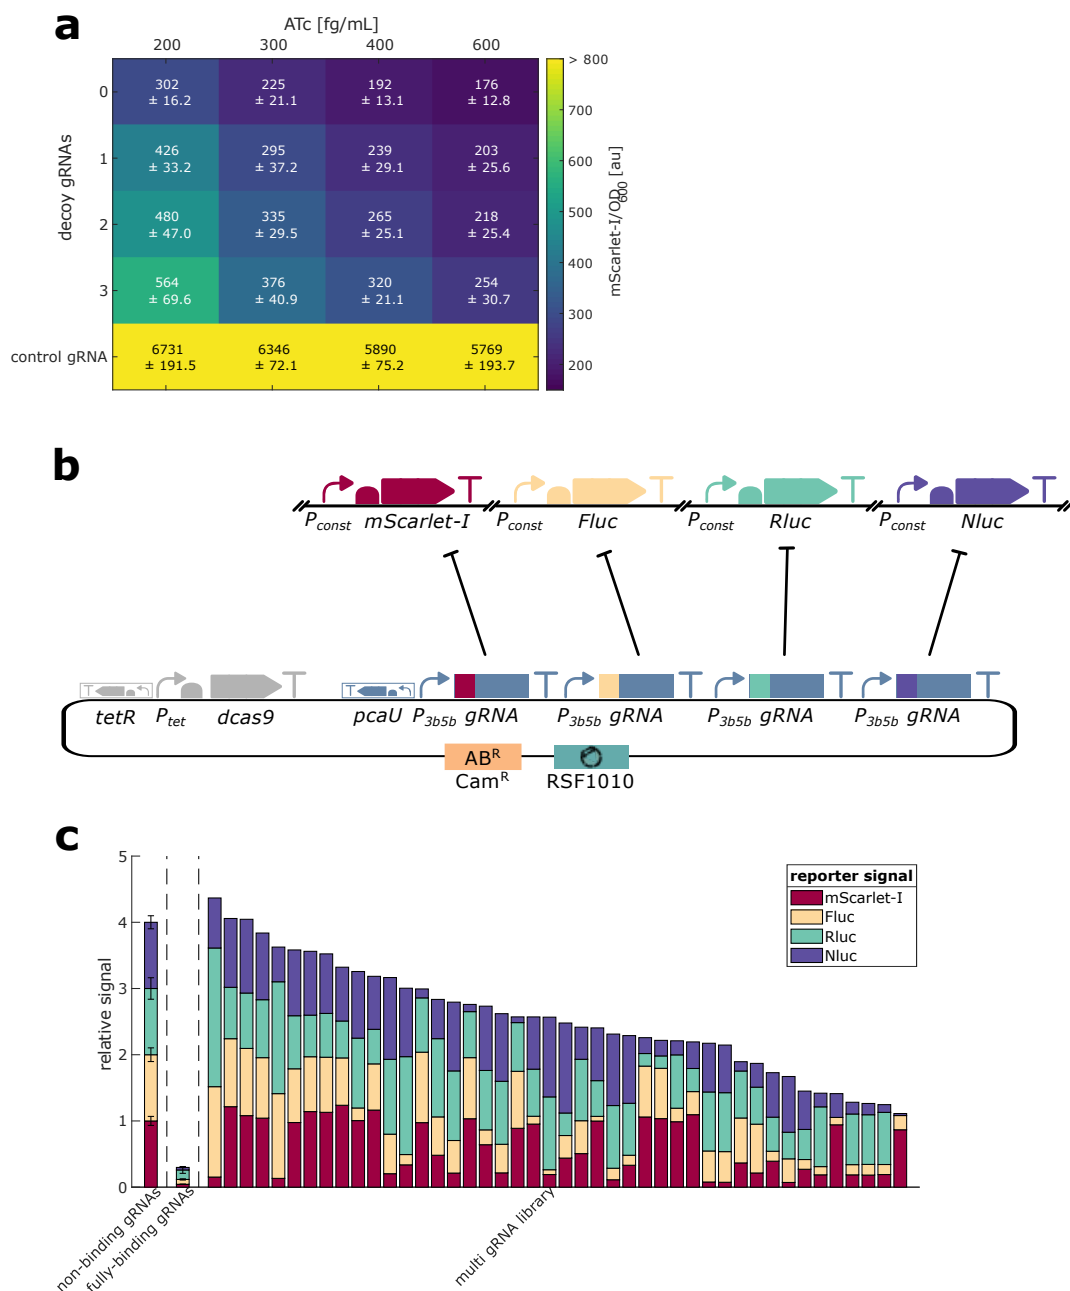 a
ATc [fg/mL]
200 300 400 600
decoy gRNAs
0
302 ± 16.2
225 ± 21.1
192 ± 13.1
176 ± 12.8
1
426 ± 33.2
295 ± 37.2
239 ± 29.1
203 ± 25.6
2
480 ± 47.0
335 ± 29.5
265 ± 25.1
218 ± 25.4
3
564 ± 69.6
376 ± 40.9
320 ± 21.1
254 ± 30.7
control gRNA
6731 ± 191.5
6346 ± 72.1
5890 ± 75.2
5769 ± 193.7
> 800
700
600
500
400
300
200
mScarlet-I/OD600 [au]
b
Pconst mScarlet-I
Pconst Fluc
Pconst Rluc
Pconst Nluc
tetR Ptet dcas9 pcaU P3b5b gRNA P3b5b gRNA P3b5b gRNA P3b5b gRNA
ABR
CamR
RSF1010
c
relative signal
5
4
3
2
1
0
reporter signal
mScarlet-I
Fluc
Rluc
Nluc
non-binding gRNAs
fully-binding gRNAs
multi gRNA library